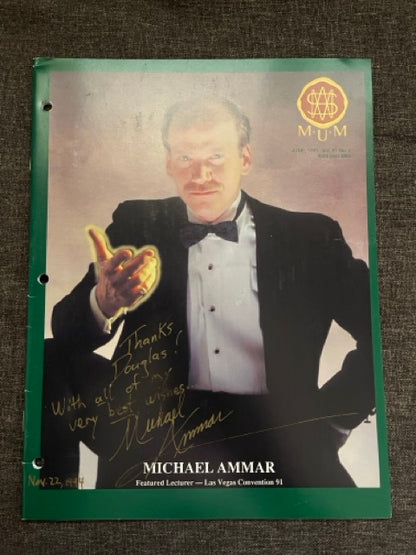 M·U·M
Thanks
Douglas!
With all of my
very best wishes...
Michael
Ammar
MICHAEL AMMAR
Featured Lecturer — Las Vegas Convention 91
Nov. 22, 1994